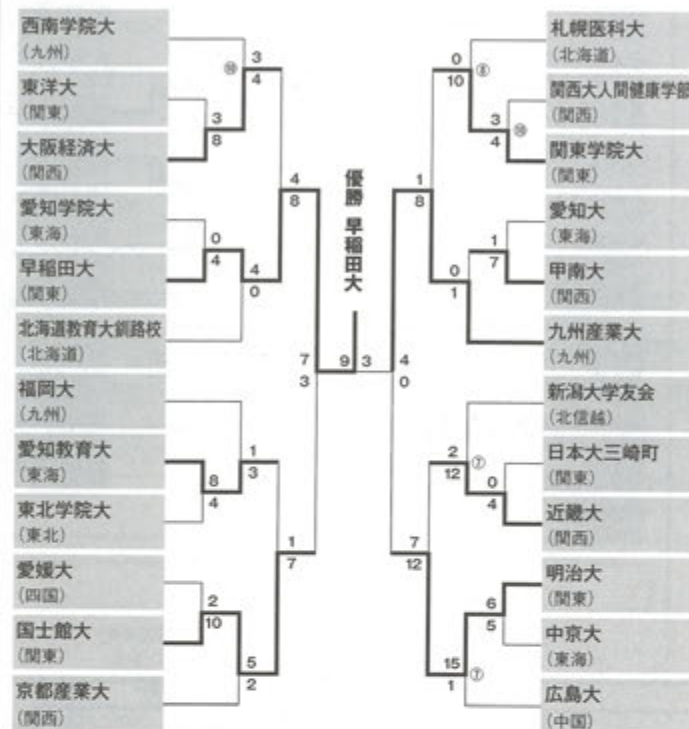 西南学院大
(九州)
東洋大
(関東)
大阪経済大
(関西)
愛知学院大
(東海)
早稲田大
(関東)
北海道教育大釧路校
(北海道)
福岡大
(九州)
愛知教育大
(東海)
東北学院大
(東北)
愛媛大
(四国)
国士館大
(関東)
京都産業大
(関西)
⑩
3
4
3
8
0
4
4
0
4
8
1
3
8
4
2
10
5
2
1
7
7
3
優勝 早稲田大
9 3
4
0
1
8
0
10
⑧
3
4
⑩
1
7
0
1
2
12
⑦
0
4
7
12
6
5
15
1
⑦
札幌医科大
(北海道)
関西大人間健康学部
(関西)
関東学院大
(関東)
愛知大
(東海)
甲南大
(関西)
九州産業大
(九州)
新潟大学友会
(北信越)
日本大三崎町
(関東)
近畿大
(関西)
明治大
(関東)
中京大
(東海)
広島大
(中国)